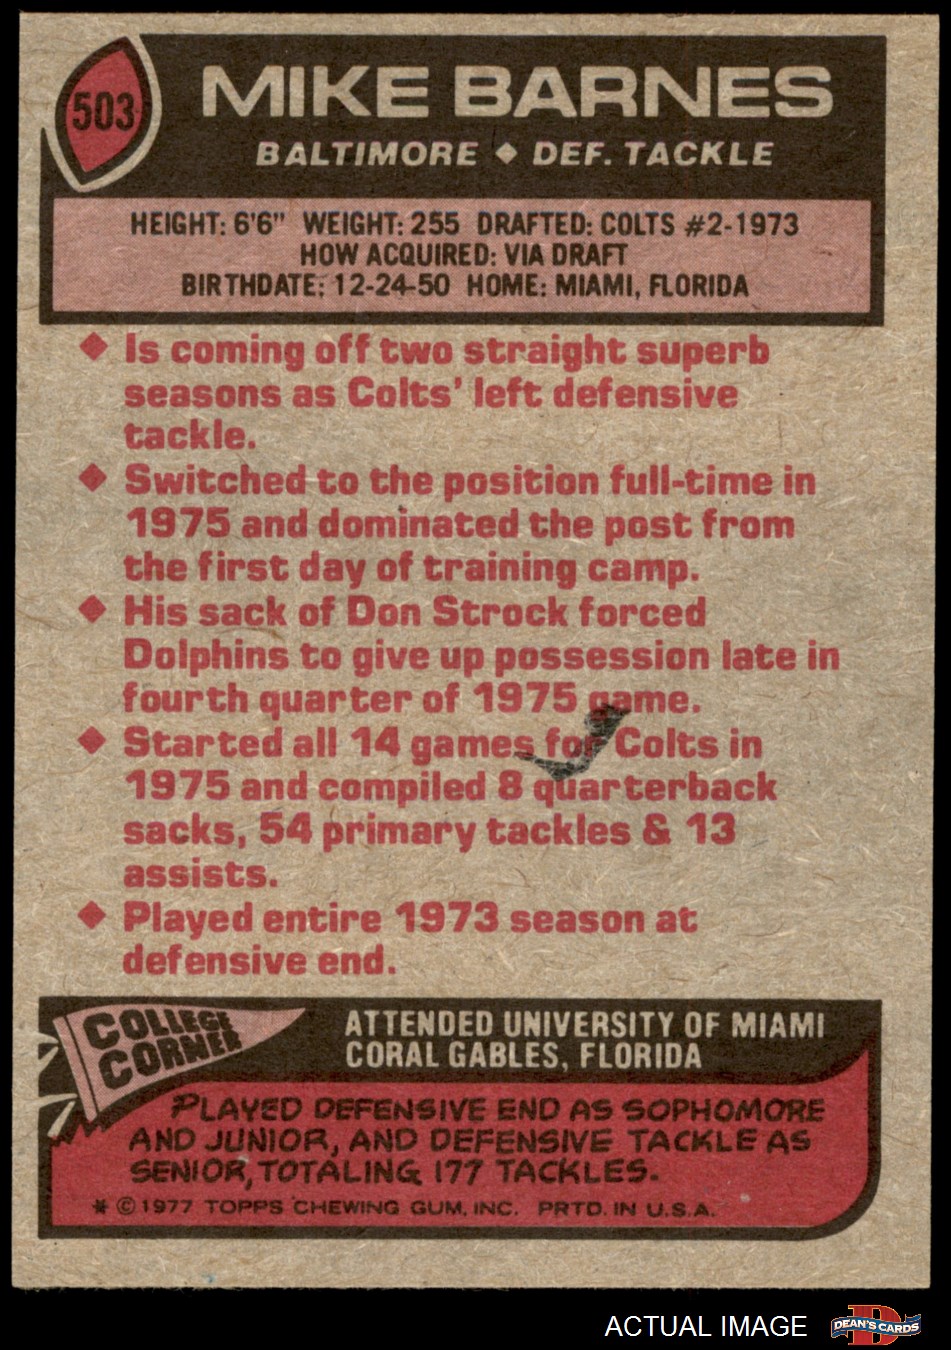 503
MIKE BARNES
BALTIMORE ◆ DEF. TACKLE
HEIGHT: 6'6" WEIGHT: 255 DRAFTED: COLTS #2-1973
HOW ACQUIRED: VIA DRAFT
BIRTHDATE: 12-24-50 HOME: MIAMI, FLORIDA
◆ Is coming off two straight superb
seasons as Colts' left defensive
tackle.
◆ Switched to the position full-time in
1975 and dominated the post from
the first day of training camp.
◆ His sack of Don Strock forced
Dolphins to give up possession late in
fourth quarter of 1975 game.
◆ Started all 14 games for Colts in
1975 and compiled 8 quarterback
sacks, 54 primary tackles & 13
assists.
◆ Played entire 1973 season at
defensive end.
COLLEGE
CORNER
ATTENDED UNIVERSITY OF MIAMI
CORAL GABLES, FLORIDA
PLAYED DEFENSIVE END AS SOPHOMORE
AND JUNIOR, AND DEFENSIVE TACKLE AS
SENIOR, TOTALING 177 TACKLES.
* © 1977 TOPPS CHEWING GUM, INC. PRTD. IN U.S.A.
ACTUAL IMAGE
D
DEAN'S CARDS